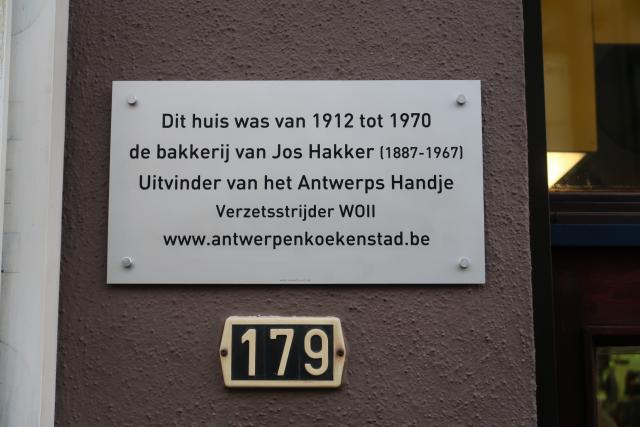 Dit huis was van 1912 tot 1970
de bakkerij van Jos Hakker (1887-1967)
Uitvinder van het Antwerps Handje
Verzetsstrijder WOII
www.antwerpenkoekenstad.be
179